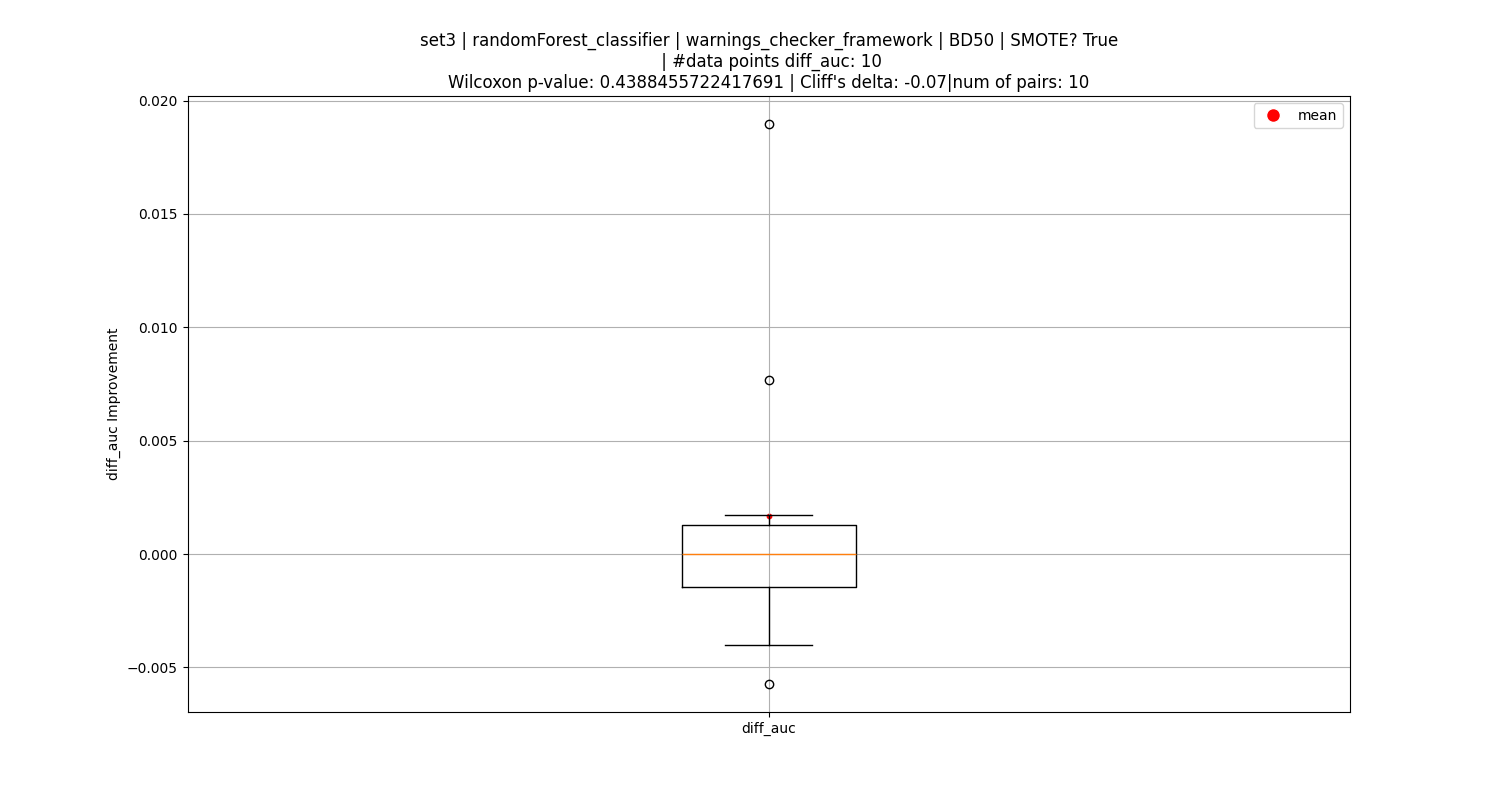 set3 | randomForest_classifier | warnings_checker_framework | BD50 | SMOTE? True
| #data points diff_auc: 10
Wilcoxon p-value: 0.4388455722417691 | Cliff's delta: -0.07|num of pairs: 10
mean
0.020
0.015
0.010
0.005
0.000
−0.005
diff_auc Improvement
diff_auc